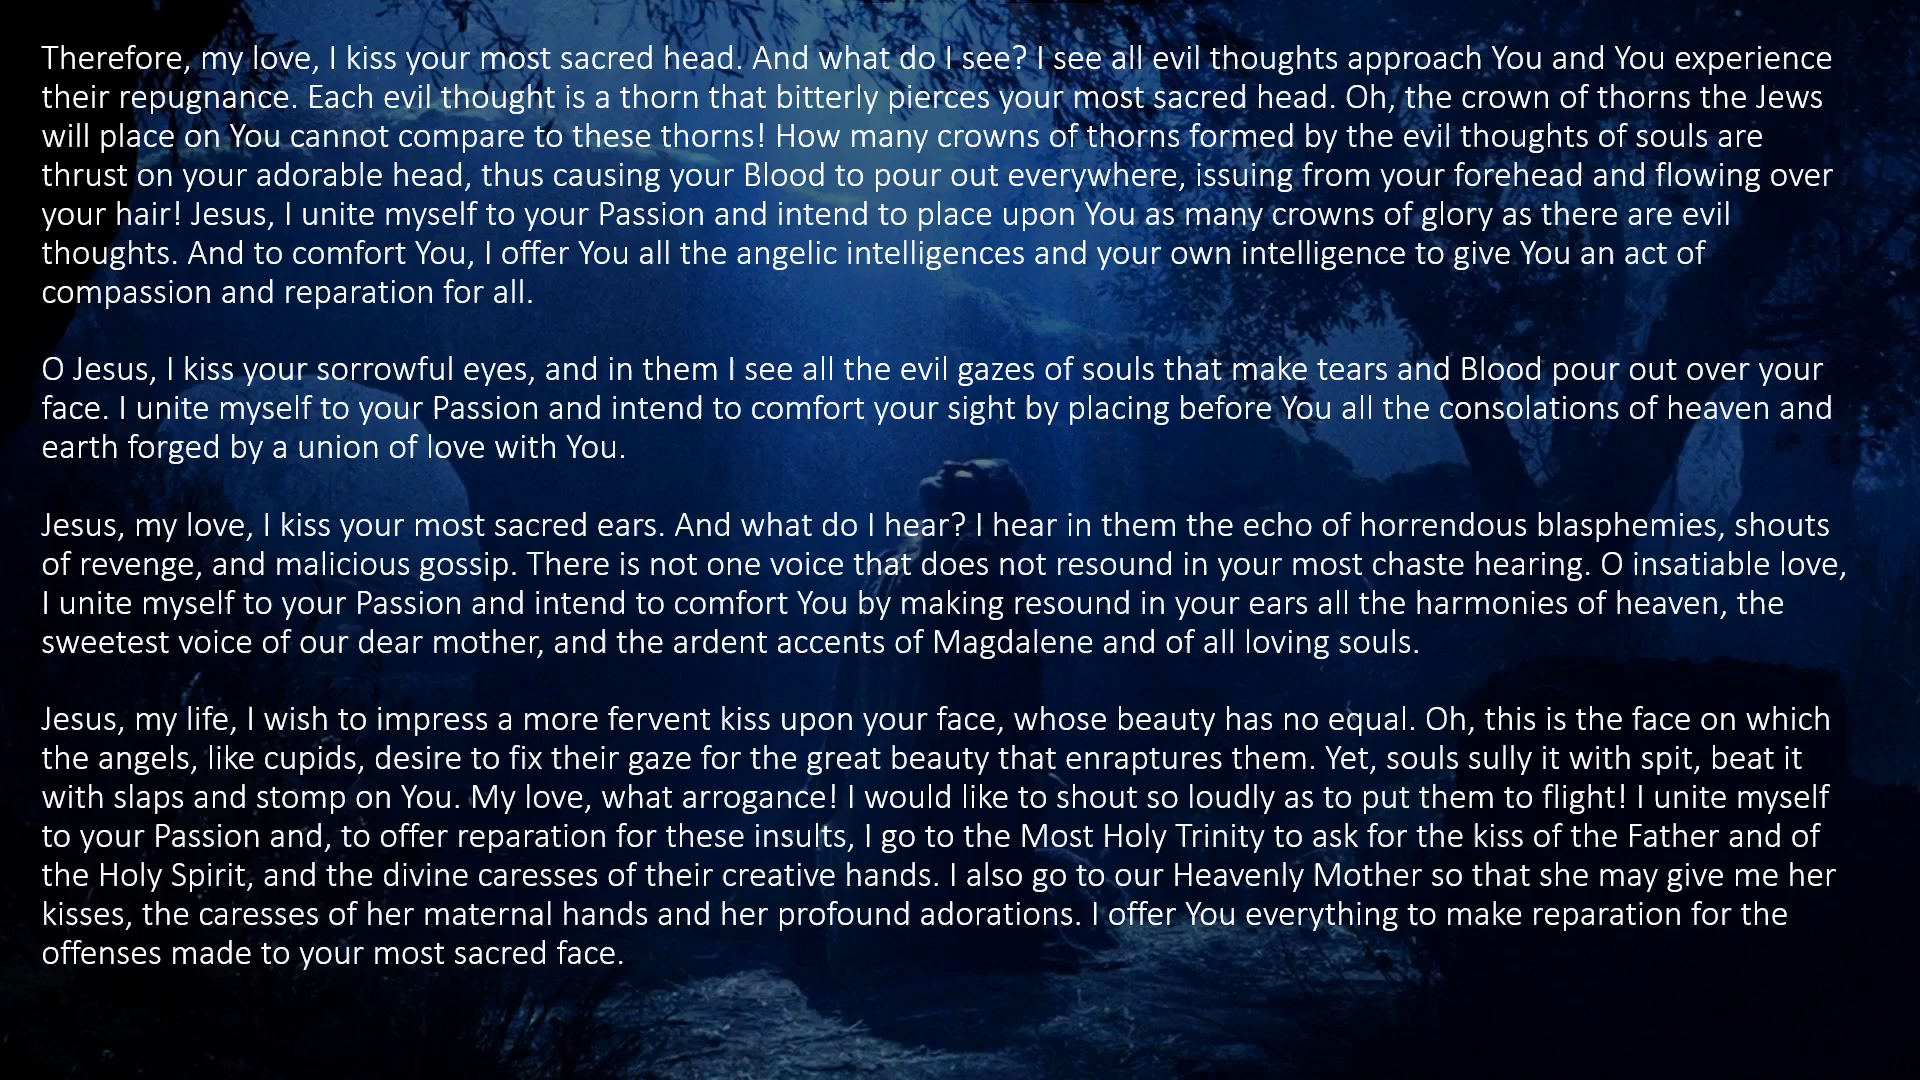 Therefore, my love, I kiss your most sacred head. And what do I see? I see all evil thoughts approach You and You experience
their repugnance. Each evil thought is a thorn that bitterly pierces your most sacred head. Oh, the crown of thorns the Jews
will place on You cannot compare to these thorns! How many crowns of thorns formed by the evil thoughts of souls are
thrust on your adorable head, thus causing your Blood to pour out everywhere, issuing from your forehead and flowing over
your hair! Jesus, I unite myself to your Passion and intend to place upon You as many crowns of glory as there are evil
thoughts. And to comfort You, I offer You all the angelic intelligences and your own intelligence to give You an act of
compassion and reparation for all.
O Jesus, I kiss your sorrowful eyes, and in them I see all the evil gazes of souls that make tears and Blood pour out over your
face. I unite myself to your Passion and intend to comfort your sight by placing before You all the consolations of heaven and
earth forged by a union of love with You.
Jesus, my love, I kiss your most sacred ears. And what do I hear? I hear in them the echo of horrendous blasphemies, shouts
of revenge, and malicious gossip. There is not one voice that does not resound in your most chaste hearing. O insatiable love,
I unite myself to your Passion and intend to comfort You by making resound in your ears all the harmonies of heaven, the
sweetest voice of our dear mother, and the ardent accents of Magdalene and of all loving souls.
Jesus, my life, I wish to impress a more fervent kiss upon your face, whose beauty has no equal. Oh, this is the face on which
the angels, like cupids, desire to fix their gaze for the great beauty that enraptures them. Yet, souls sully it with spit, beat it
with slaps and stomp on You. My love, what arrogance! I would like to shout so loudly as to put them to flight! I unite myself
to your Passion and, to offer reparation for these insults, I go to the Most Holy Trinity to ask for the kiss of the Father and of
the Holy Spirit, and the divine caresses of their creative hands. I also go to our Heavenly Mother so that she may give me her
kisses, the caresses of her maternal hands and her profound adorations. I offer You everything to make reparation for the
offenses made to your most sacred face.